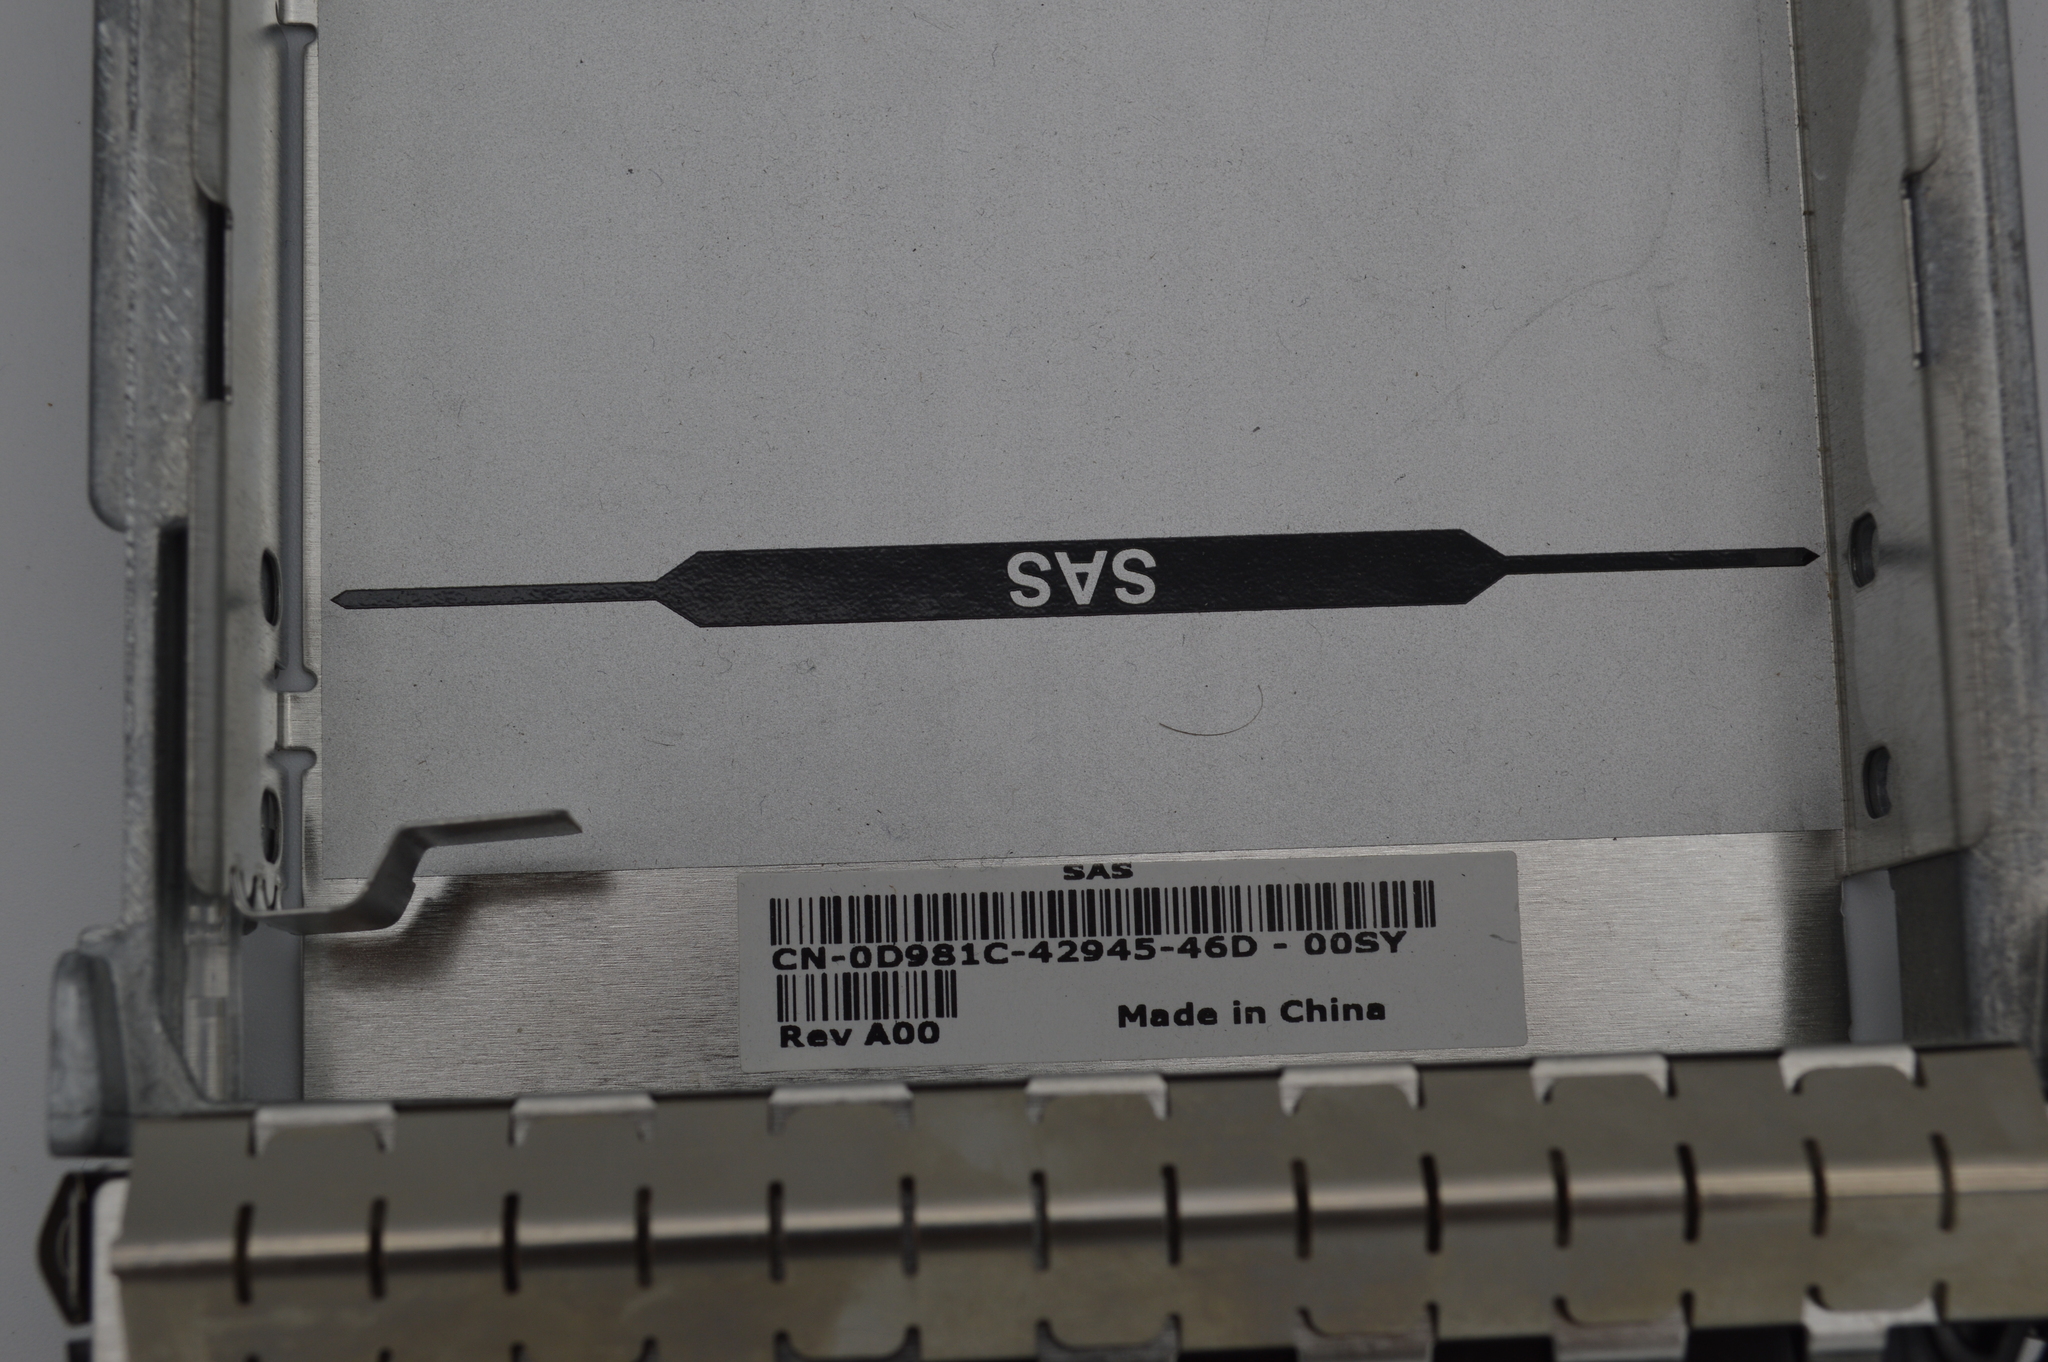 SAS
SAS
CN-0D981C-42945-46D - 00SY
Rev A00
Made in China